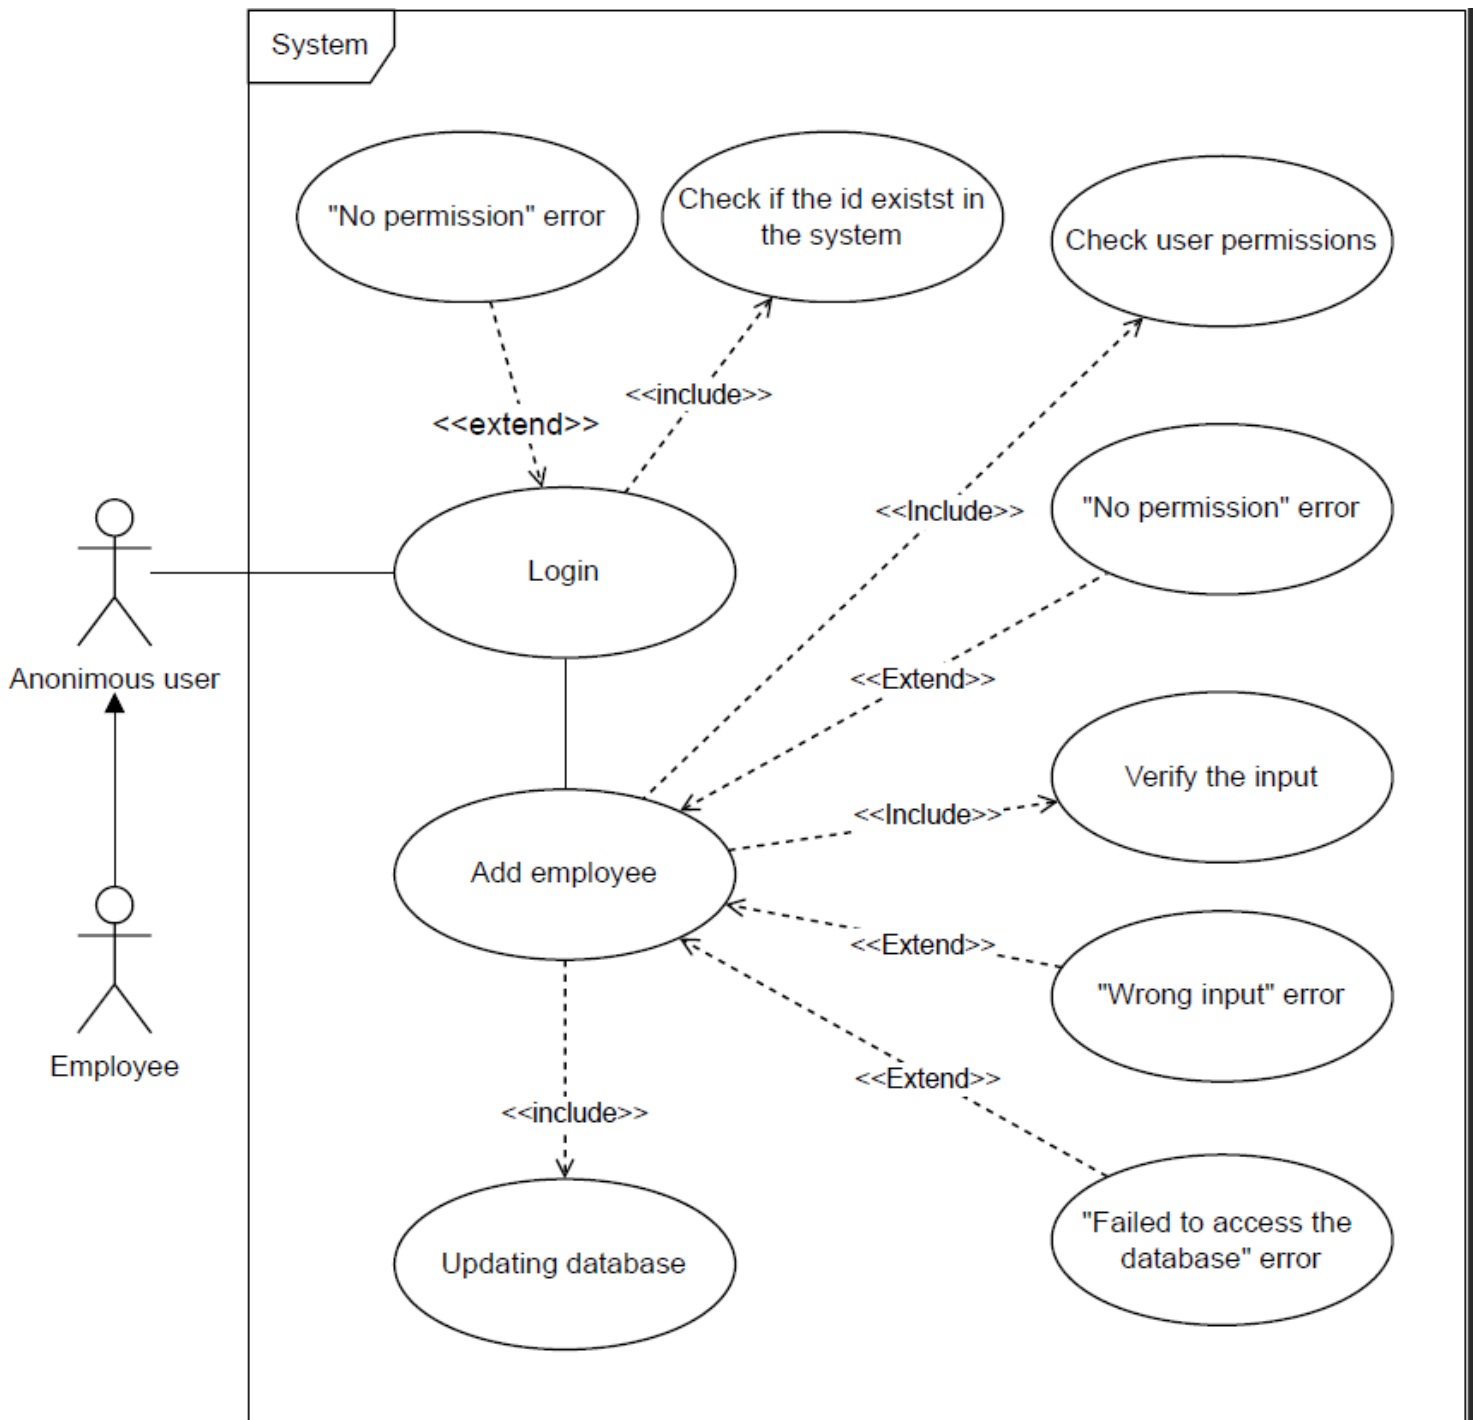 System
"No permission" error
Check if the id existst in
the system
Check user permissions
<<include>>
<<extend>>
"No permission" error
<<Include>>
Login
Anonimous user
<<Extend>>
Verify the input
<<Include>>
Add employee
<<Extend>>
"Wrong input" error
Employee
<<Extend>>
<<include>>
"Failed to access the
database" error
Updating database